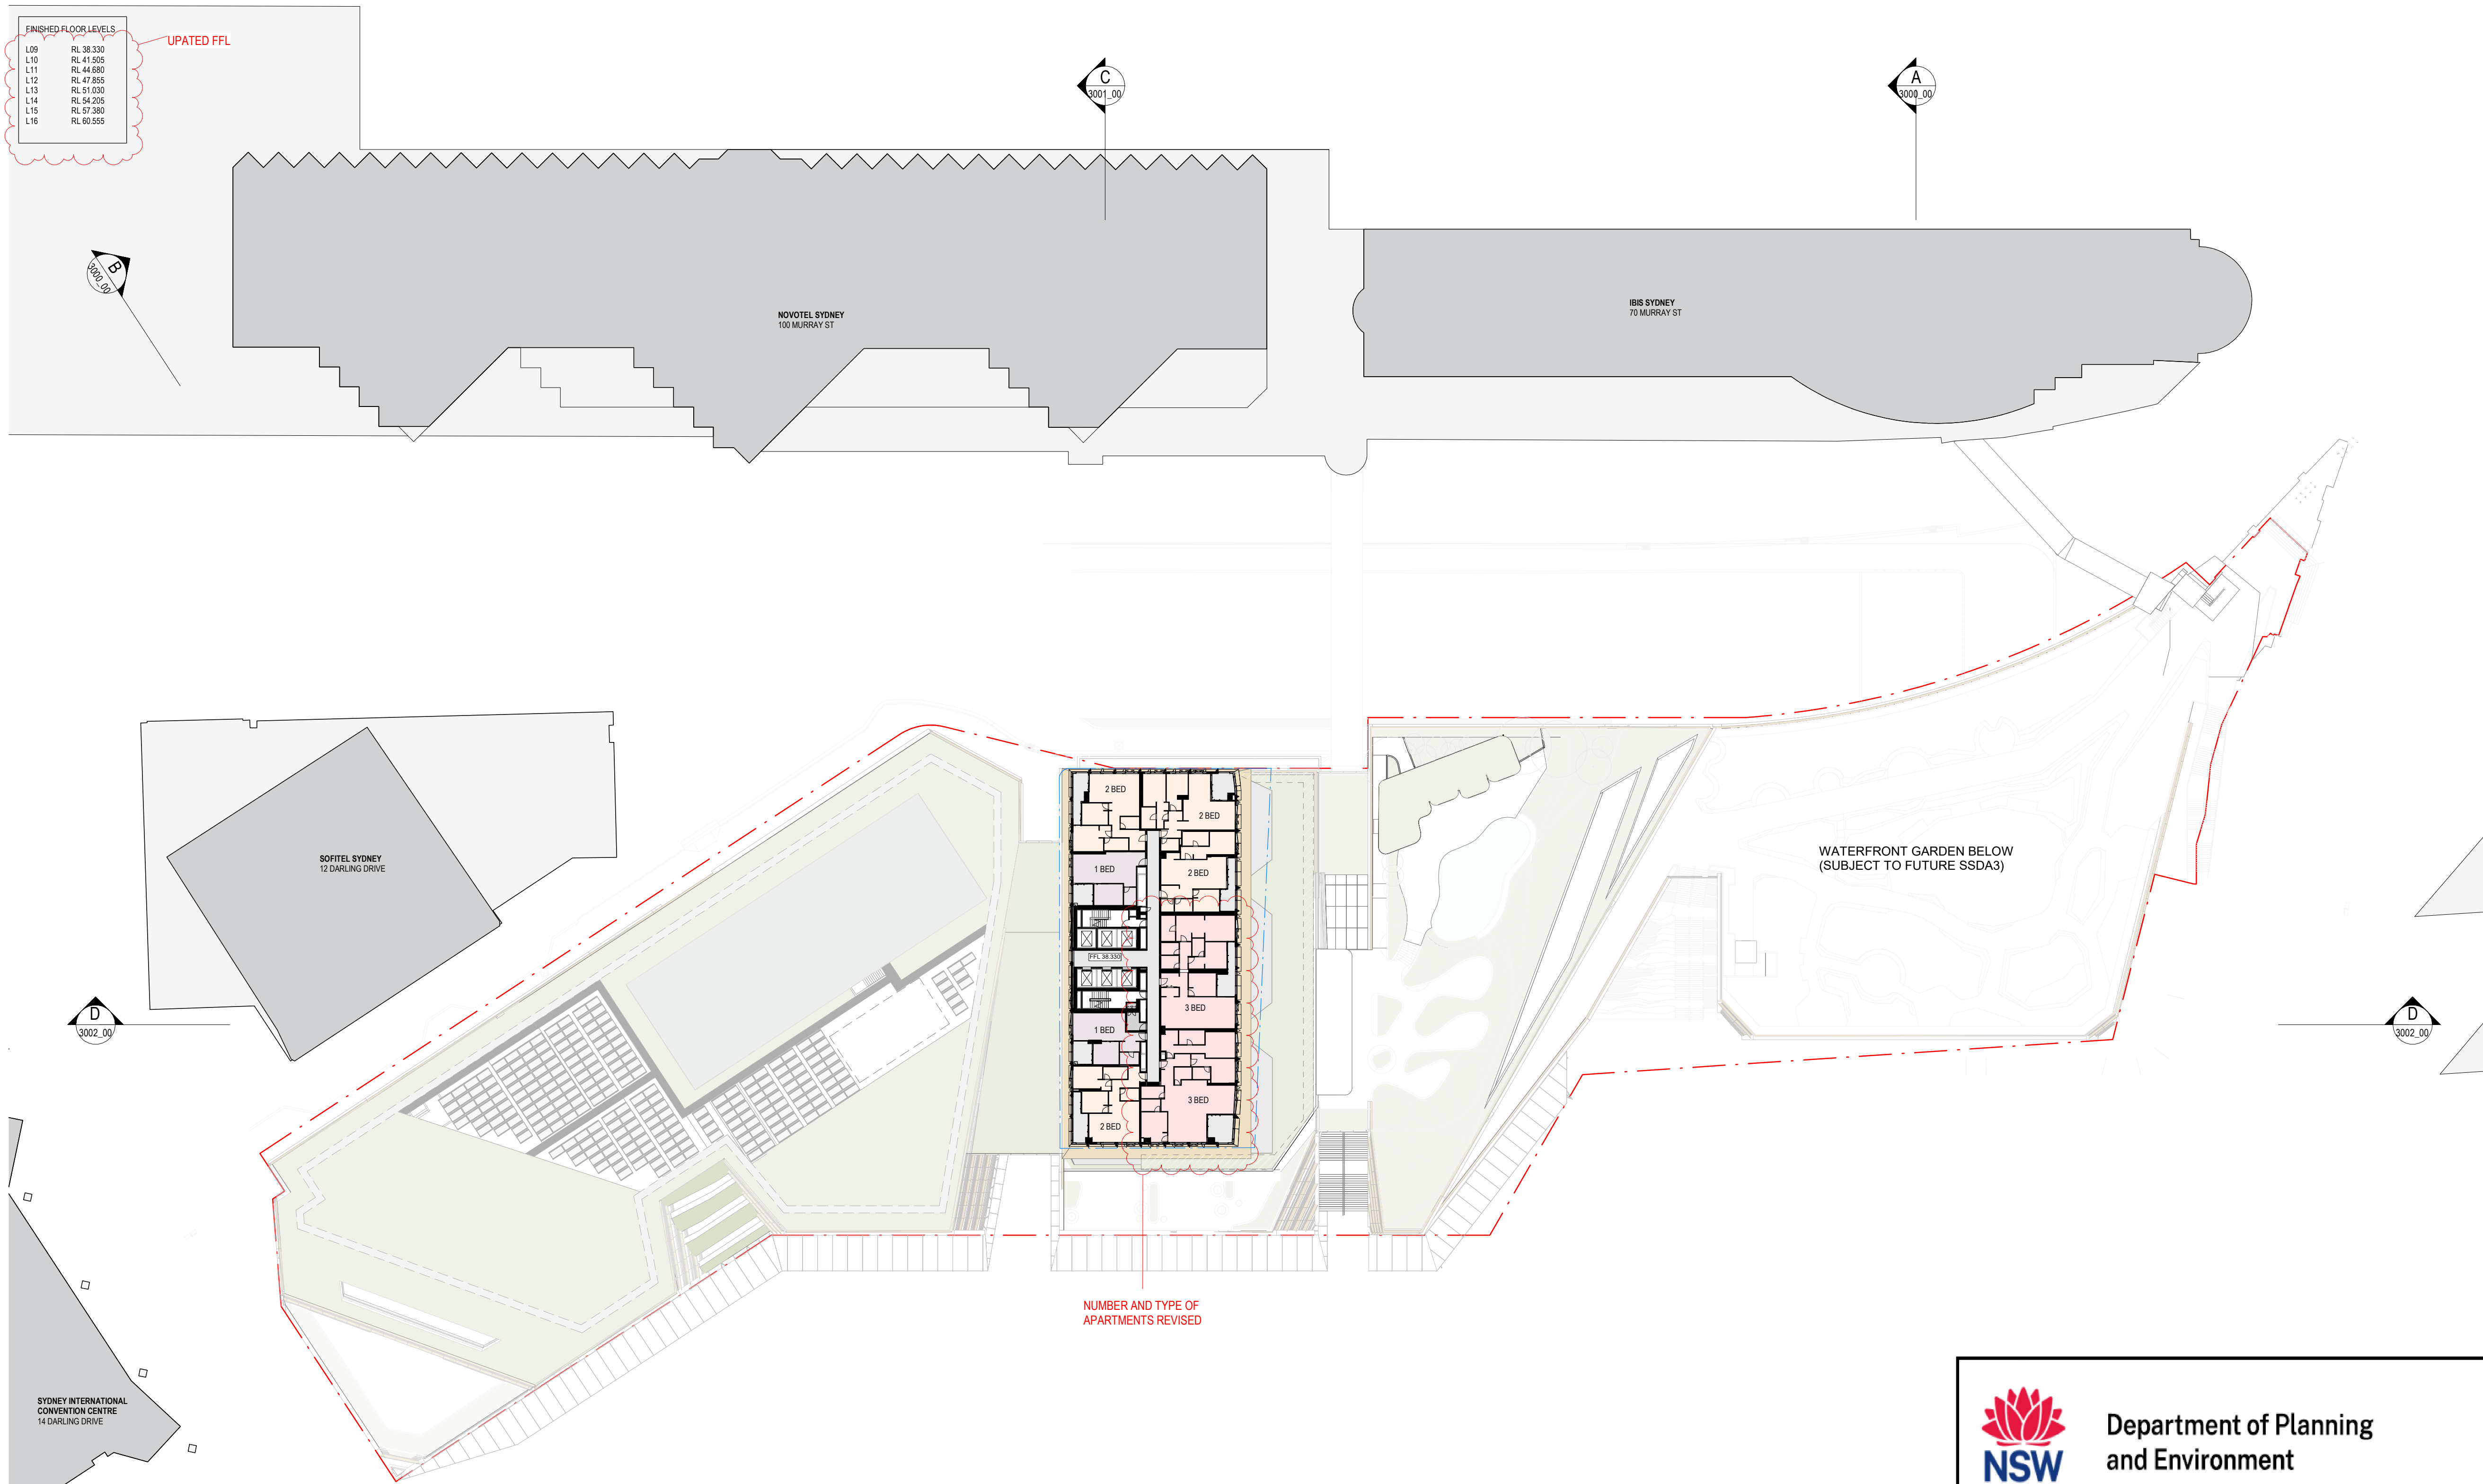 FINISHED FLOOR LEVELS
L09 RL 38.330
L10 RL 41.505
L11 RL 44.680
L12 RL 47.855
L13 RL 51.030
L14 RL 54.205
L15 RL 57.380
L16 RL 60.555
UPATED FFL
C
3001_00
A
3000_00
B
3000_00
NOVOTEL SYDNEY
100 MURRAY ST
IBIS SYDNEY
70 MURRAY ST
SOFITEL SYDNEY
12 DARLING DRIVE
2 BED
2 BED
1 BED
2 BED
FFL 38.330
3 BED
1 BED
3 BED
2 BED
WATERFRONT GARDEN BELOW
(SUBJECT TO FUTURE SSDA3)
D
3002_00
D
3002_00
NUMBER AND TYPE OF
APARTMENTS REVISED
SYDNEY INTERNATIONAL
CONVENTION CENTRE
14 DARLING DRIVE
NSW
Department of Planning
and Environment